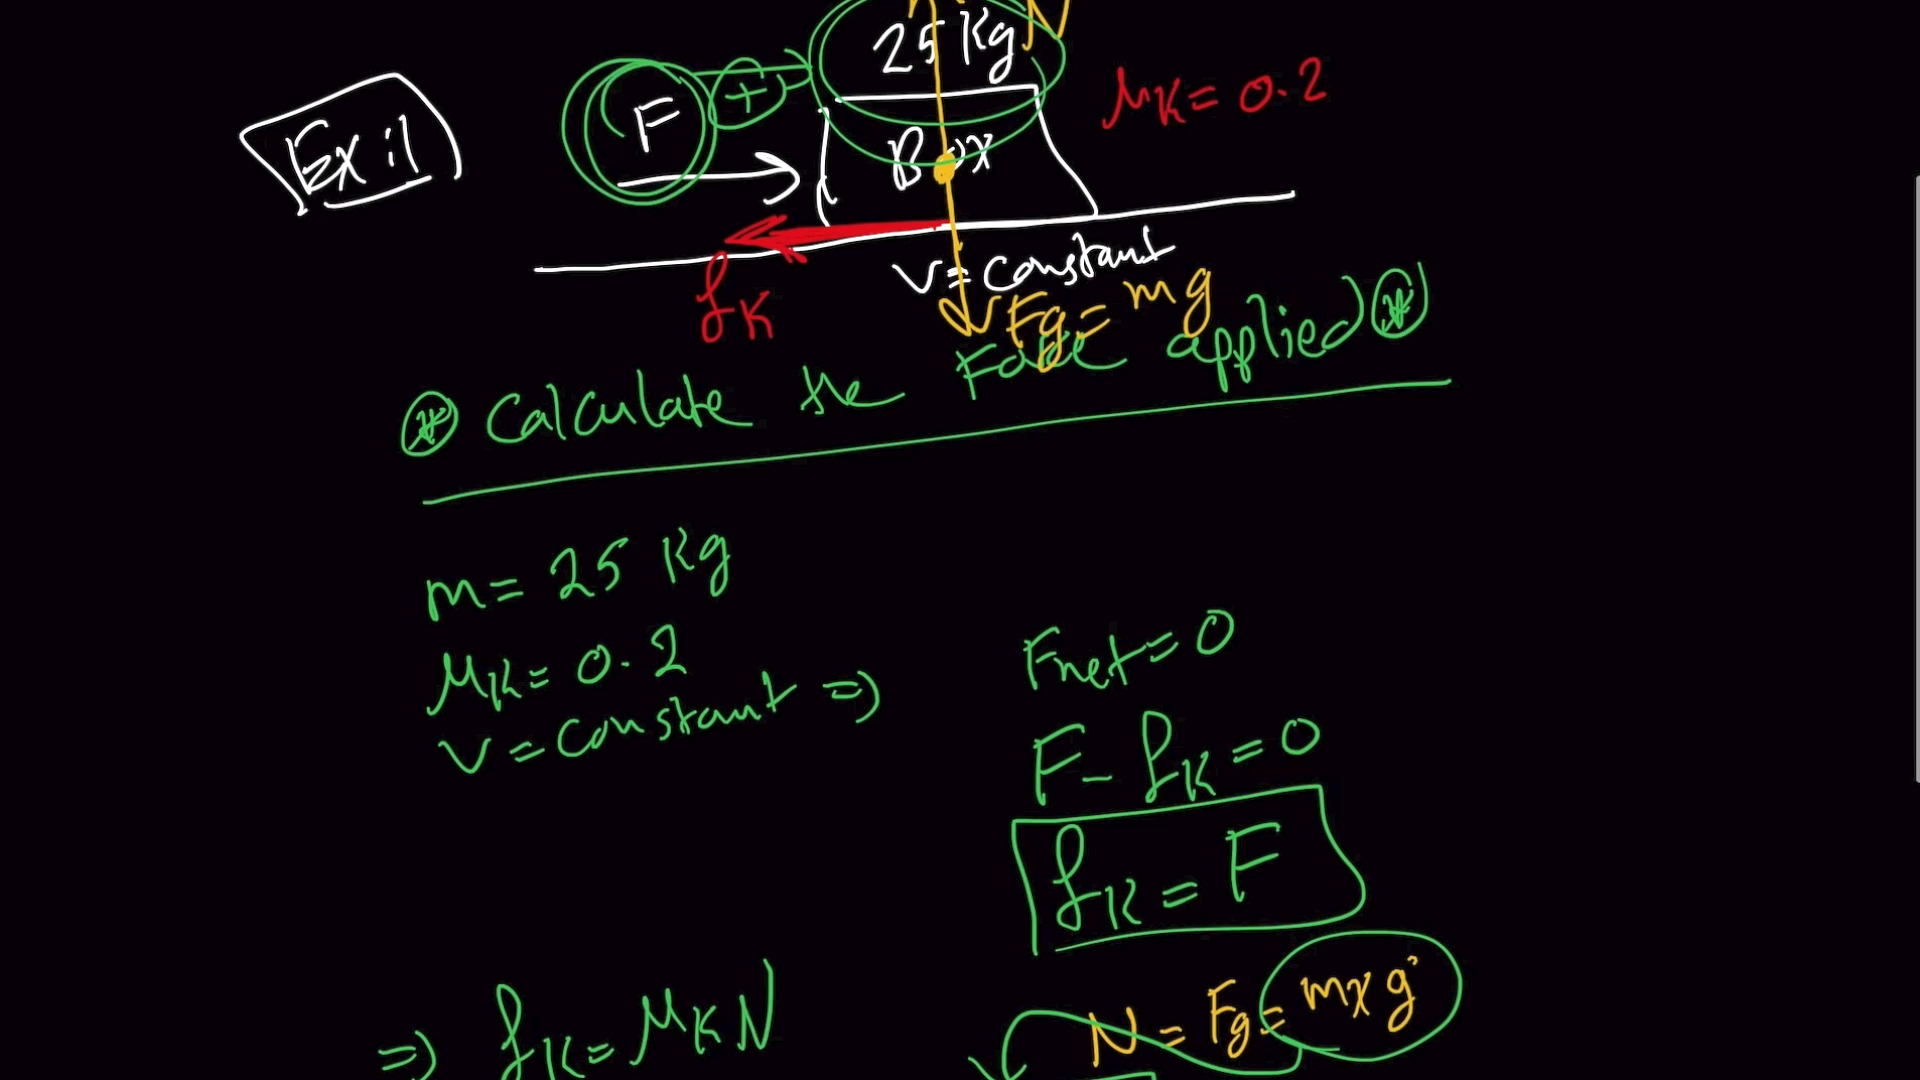 25 Kg N
F +
μK = 0.2
Ex:1
Box
V = Constant
fK
Fg = mg
* Calculate the Force applied *
m = 25 Kg
μK = 0.2
V = Constant ⇒
Fnet = 0
F - fK = 0
fK = F
N = Fg = m x g
⇒ fK = μK N